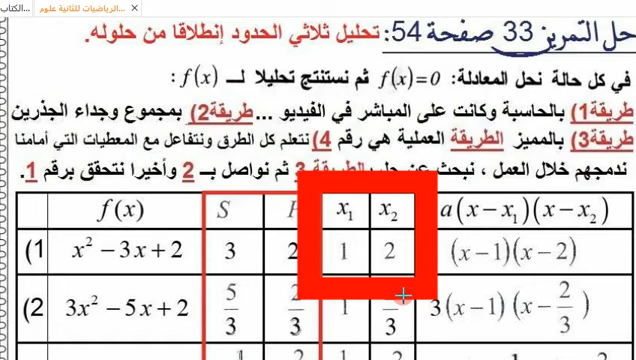 الرياضيات للثانية علوم... الكتاب...
حل التمرين 33 صفحة 54: تحليل ثلاثي الحدود إنطلاقا من حلوله.
في كل حالة نحل المعادلة: f(x)=0 ثم نستنتج تحليلا لـ f(x) :
طريقة1) بالحاسبة وكانت على المباشر في الفيديو ... طريقة2) بمجموع وجداء الجذرين
طريقة3) بالمميز الطريقة العملية هي رقم 4) نتعلم كل الطرق ونتفاعل مع المعطيات التي أمامنا
ندمجهم خلال العمل ، نبحث عن حل بالطريقة 3 ثم نواصل بـ 2 وأخيرا نتحقق برقم 1.
f(x) S P x₁ x₂ a(x−x₁)(x−x₂)
(1 x²−3x+2 3 2 1 2 (x−1)(x−2)
(2 3x²−5x+2 5/3 2/3 1 /3 3(x−1)(x−2/3)